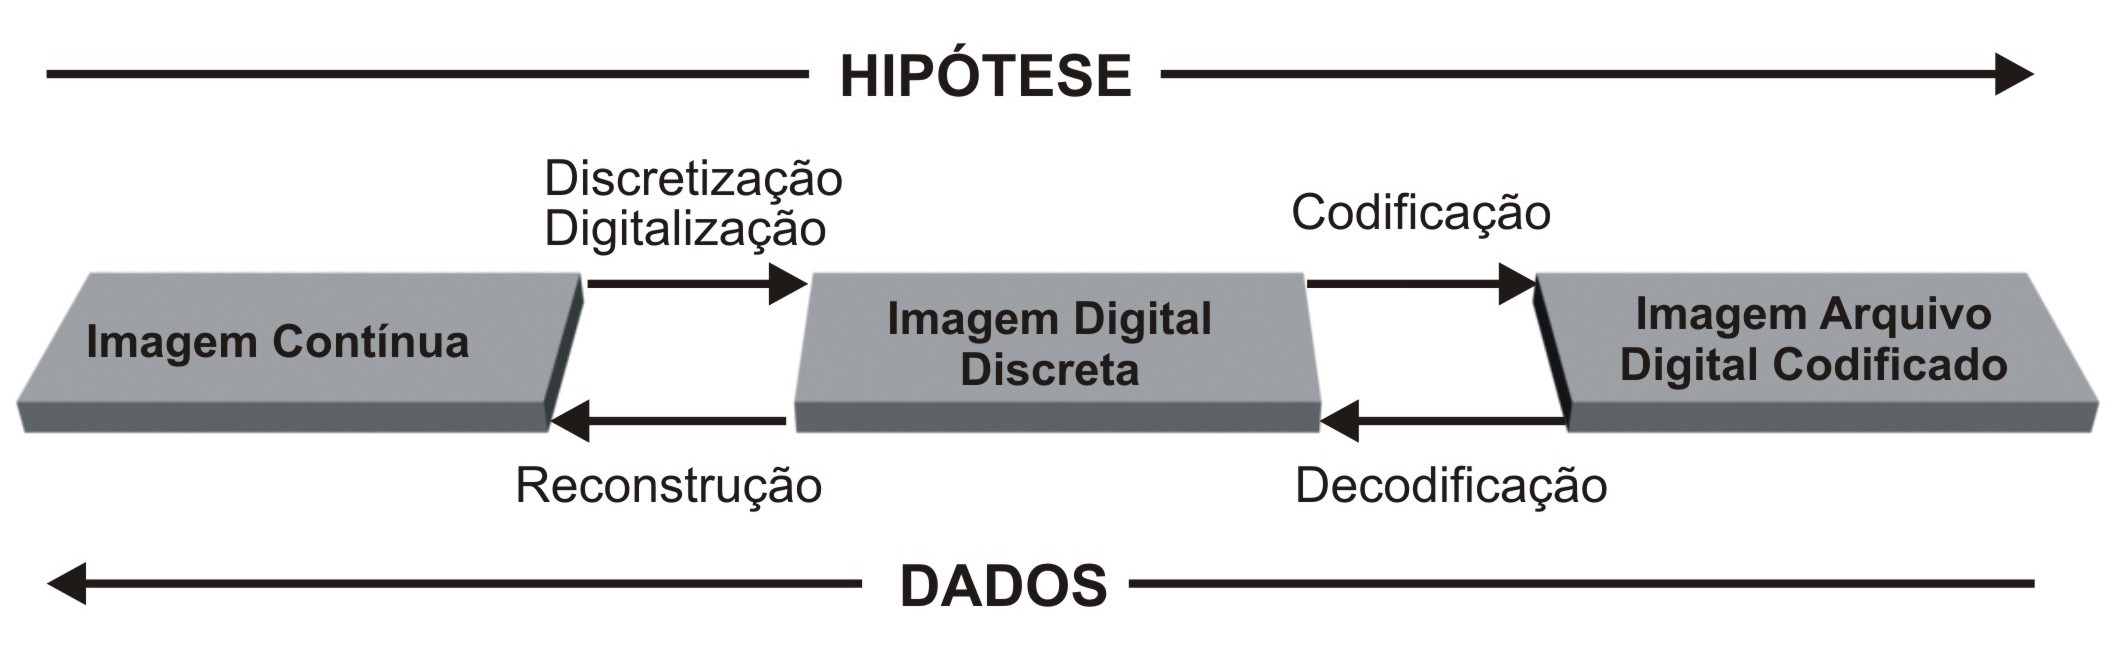 HIPÓTESE
Discretização
Digitalização
Codificação
Imagem Contínua
Imagem Digital
Discreta
Imagem Arquivo
Digital Codificado
Reconstrução
Decodificação
DADOS